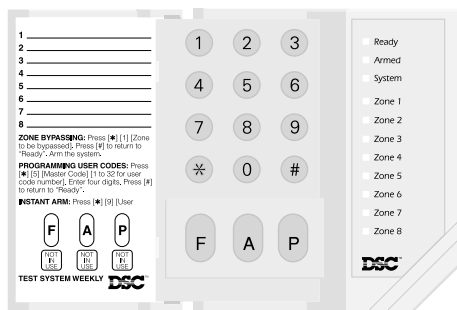 1
2
3
4
5
6
7
8
ZONE BYPASSING: Press [✱] [1] [Zone
to be bypassed]. Press [#] to return to
"Ready". Arm the system.
PROGRAMMING USER CODES: Press
[✱] [5] [Master Code] [1 to 32 for user
code number]. Enter four digits. Press [#]
to return to "Ready".
INSTANT ARM: Press [✱] [9] [User
F A P
NOT IN USE
NOT IN USE
NOT IN USE
TEST SYSTEM WEEKLY DSC™
1 2 3
4 5 6
7 8 9
✱ 0 #
F A P
Ready
Armed
System
Zone 1
Zone 2
Zone 3
Zone 4
Zone 5
Zone 6
Zone 7
Zone 8
DSC™